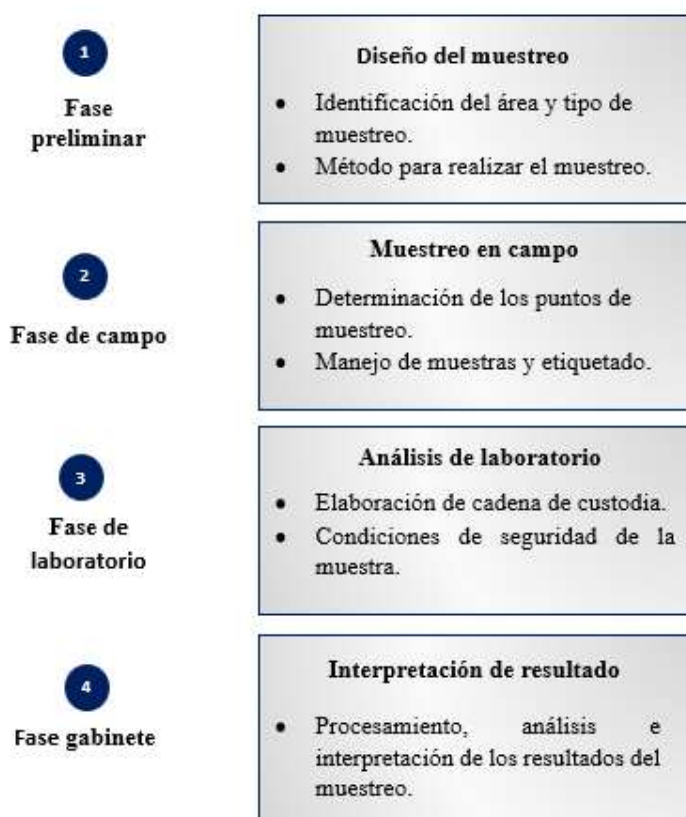 1
Fase
preliminar
Diseño del muestreo
● Identificación del área y tipo de
muestreo.
● Método para realizar el muestreo.
2
Fase de campo
Muestreo en campo
● Determinación de los puntos de
muestreo.
● Manejo de muestras y etiquetado.
3
Fase de
laboratorio
Análisis de laboratorio
● Elaboración de cadena de custodia.
● Condiciones de seguridad de la
muestra.
4
Fase gabinete
Interpretación de resultado
● Procesamiento, análisis e
interpretación de los resultados del
muestreo.